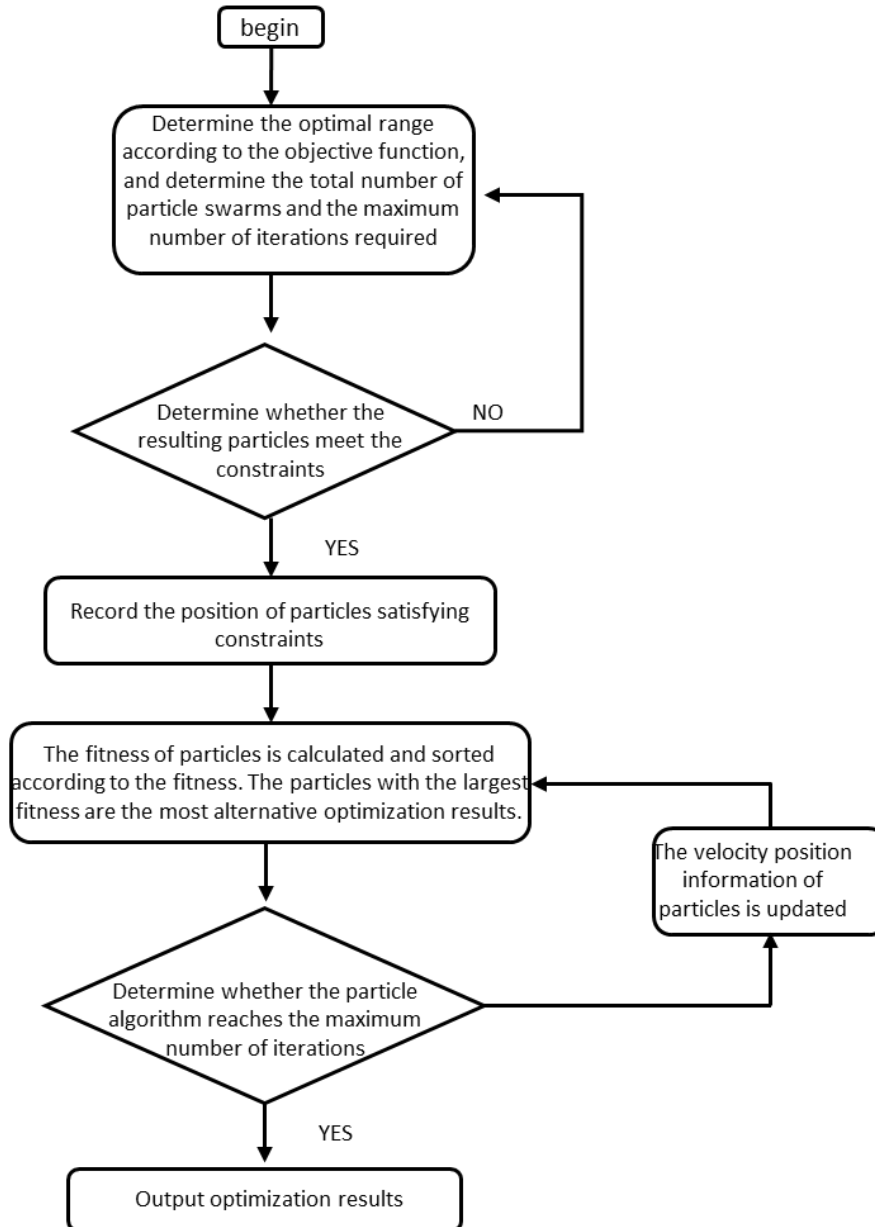 begin
Determine the optimal range
according to the objective function,
and determine the total number of
particle swarms and the maximum
number of iterations required
Determine whether the
resulting particles meet the
constraints
NO
YES
Record the position of particles satisfying
constraints
The fitness of particles is calculated and sorted
according to the fitness. The particles with the largest
fitness are the most alternative optimization results.
The velocity position
information of
particles is updated
Determine whether the particle
algorithm reaches the maximum
number of iterations
YES
Output optimization results